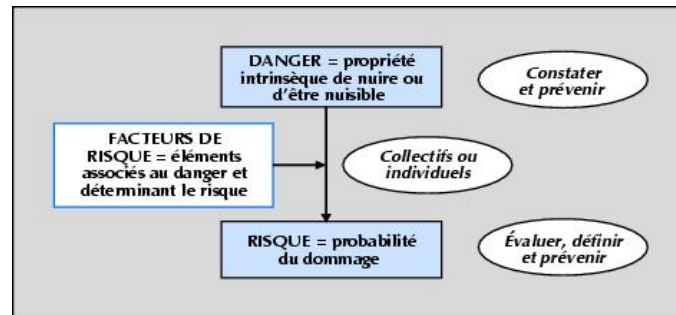 DANGER = propriété
intrinsèque de nuire ou
d'être nuisible
Constater
et prévenir
FACTEURS DE
RISQUE = éléments
associés au danger et
déterminant le risque
Collectifs ou
individuels
RISQUE = probabilité
du dommage
Évaluer, définir
et prévenir